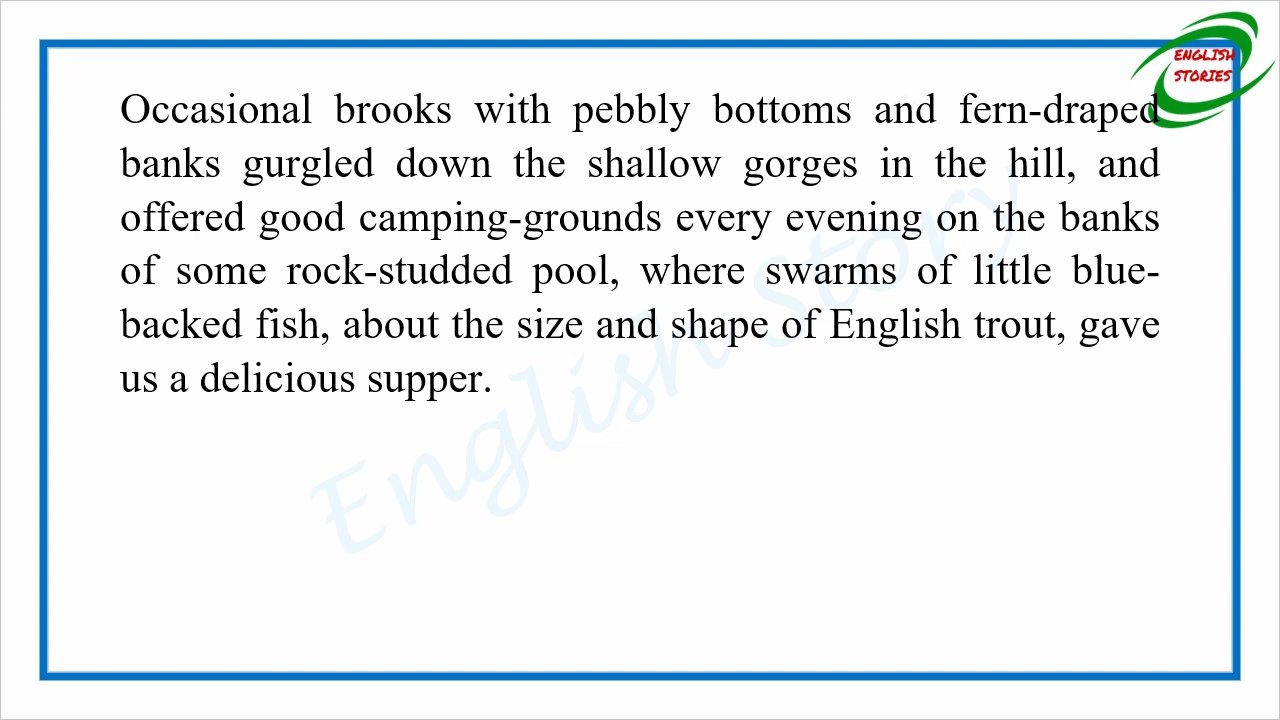 ENGLISH
STORIES
Occasional brooks with pebbly bottoms and fern-draped
banks gurgled down the shallow gorges in the hill, and
offered good camping-grounds every evening on the banks
of some rock-studded pool, where swarms of little blue-
backed fish, about the size and shape of English trout, gave
us a delicious supper.
English Story